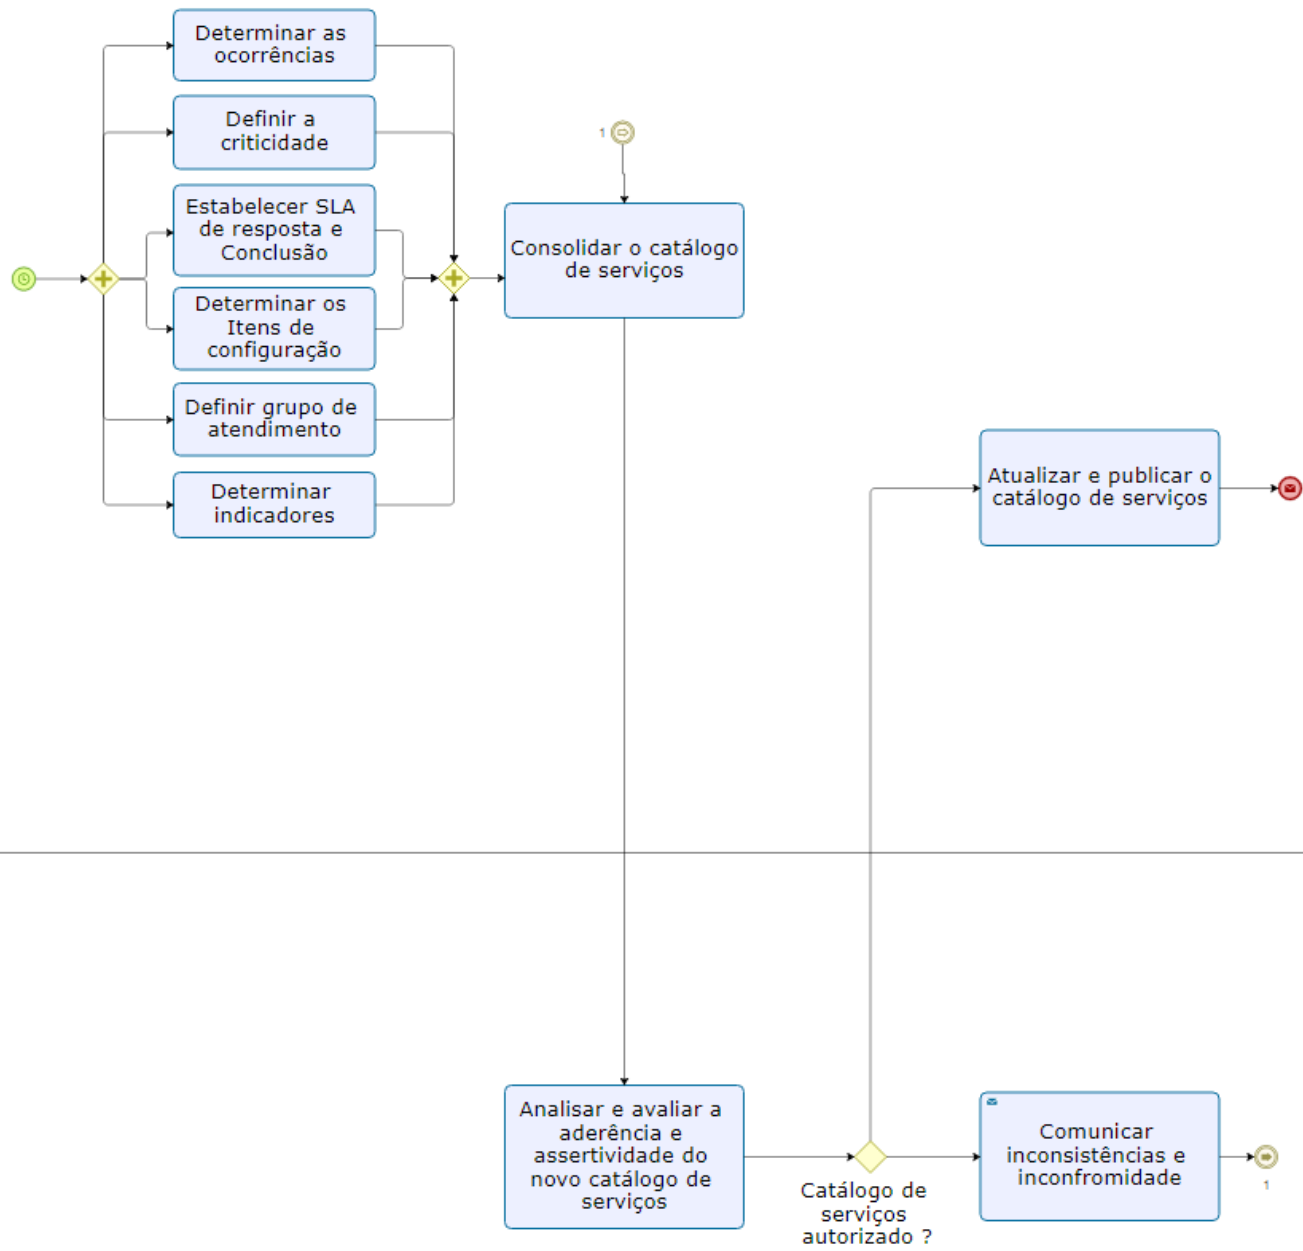 Determinar as
ocorrências
Definir a
criticidade
Estabelecer SLA
de resposta e
Conclusão
Determinar os
Itens de
configuração
Definir grupo de
atendimento
Determinar
indicadores
1
Consolidar o catálogo
de serviços
Atualizar e publicar o
catálogo de serviços
Analisar e avaliar a
aderência e
assertividade do
novo catálogo de
serviços
Catálogo de
serviços
autorizado ?
Comunicar
inconsistências e
inconfromidade
1